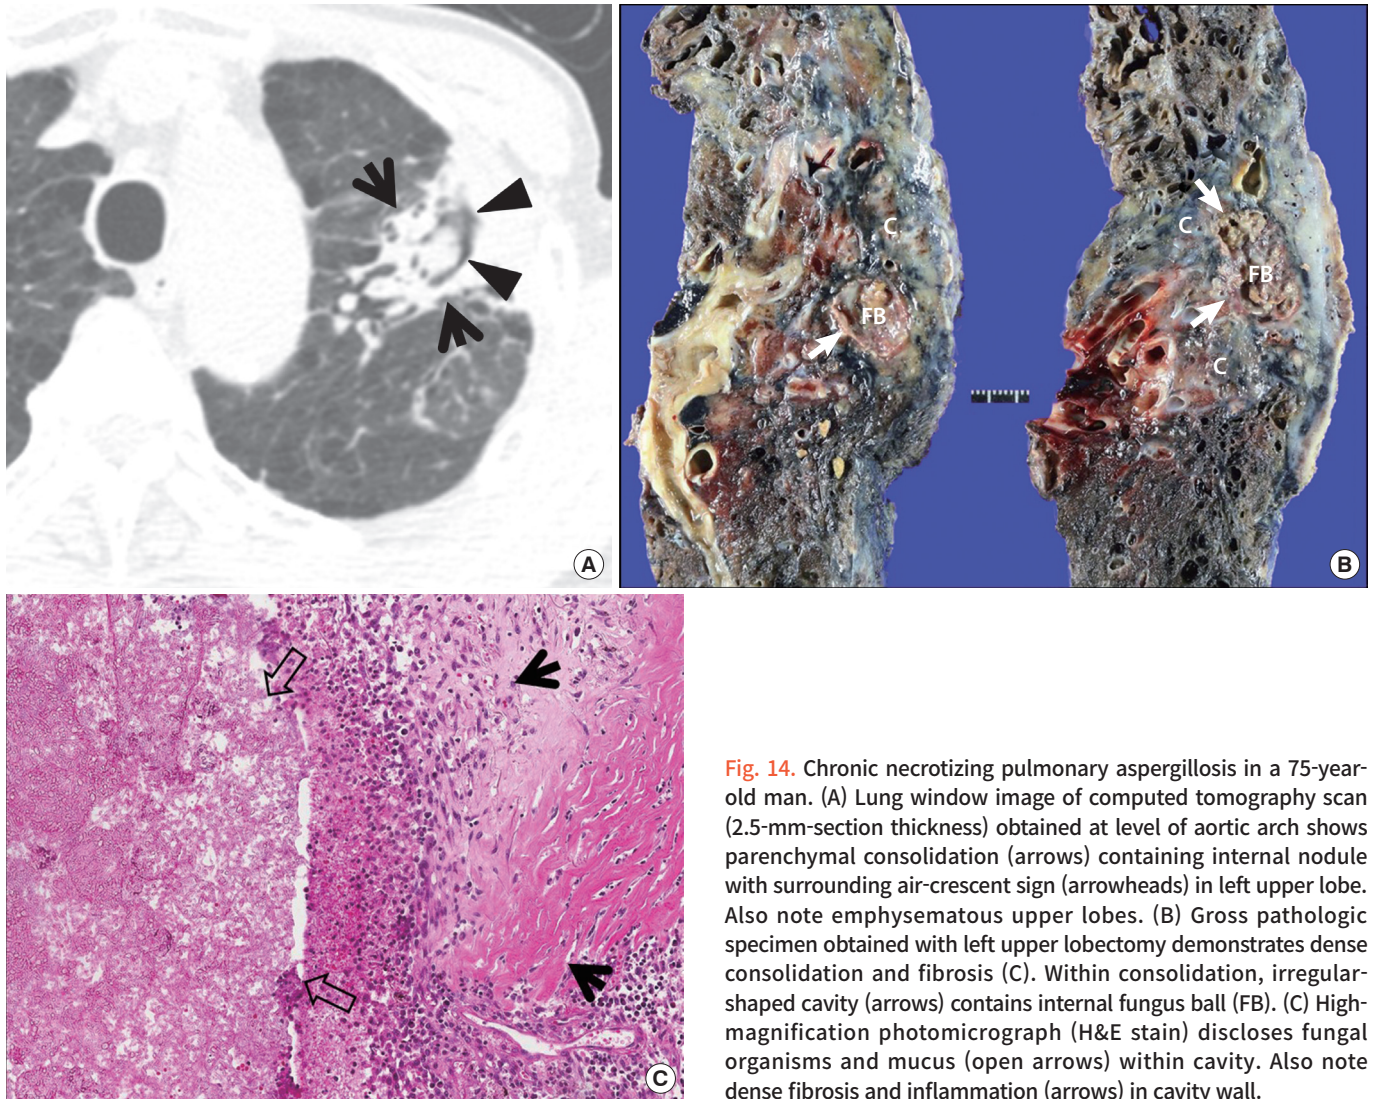 A
C
FB
C
FB
C
B
C
Fig. 14. Chronic necrotizing pulmonary aspergillosis in a 75-year-
old man. (A) Lung window image of computed tomography scan
(2.5-mm-section thickness) obtained at level of aortic arch shows
parenchymal consolidation (arrows) containing internal nodule
with surrounding air-crescent sign (arrowheads) in left upper lobe.
Also note emphysematous upper lobes. (B) Gross pathologic
specimen obtained with left upper lobectomy demonstrates dense
consolidation and fibrosis (C). Within consolidation, irregular-
shaped cavity (arrows) contains internal fungus ball (FB). (C) High-
magnification photomicrograph (H&E stain) discloses fungal
organisms and mucus (open arrows) within cavity. Also note
dense fibrosis and inflammation (arrows) in cavity wall.